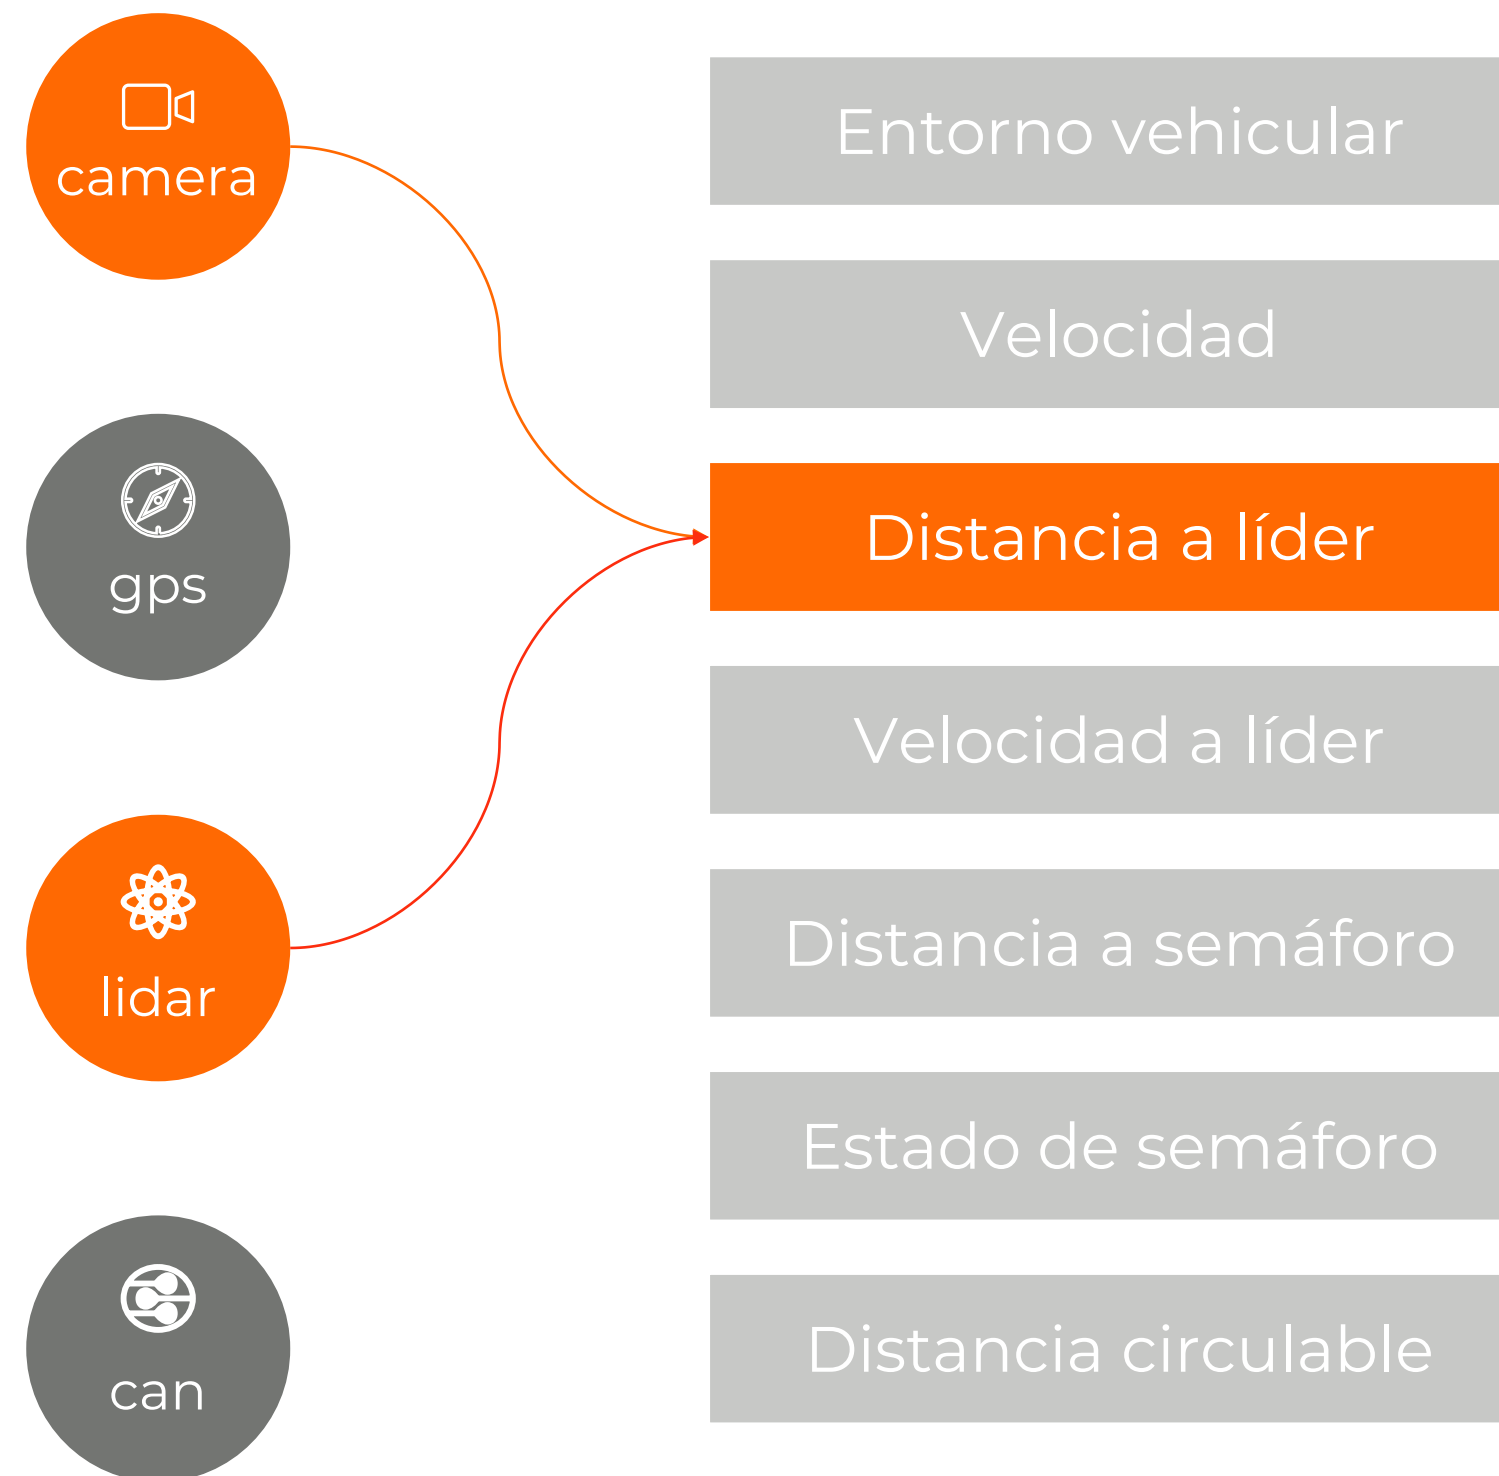 camera
gps
lidar
can
Entorno vehicular
Velocidad
Distancia a líder
Velocidad a líder
Distancia a semáforo
Estado de semáforo
Distancia circulable